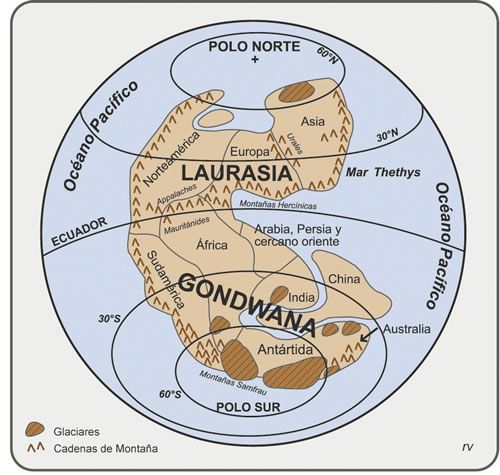 POLO NORTE
60°N
Océano Pacífico
Asia
30°N
Norteamérica
Europa
Urales
LAURASIA
Mar Thethys
Appalaches
Montañas Hercínicas
Océano Pacífico
ECUADOR
Mauritánides
África
Arabia, Persia y
cercano oriente
Sudamérica
China
GONDWANA
India
30°S
Australia
Antártida
Montañas Samfrau
60°S
POLO SUR
Glaciares
Cadenas de Montaña
rv